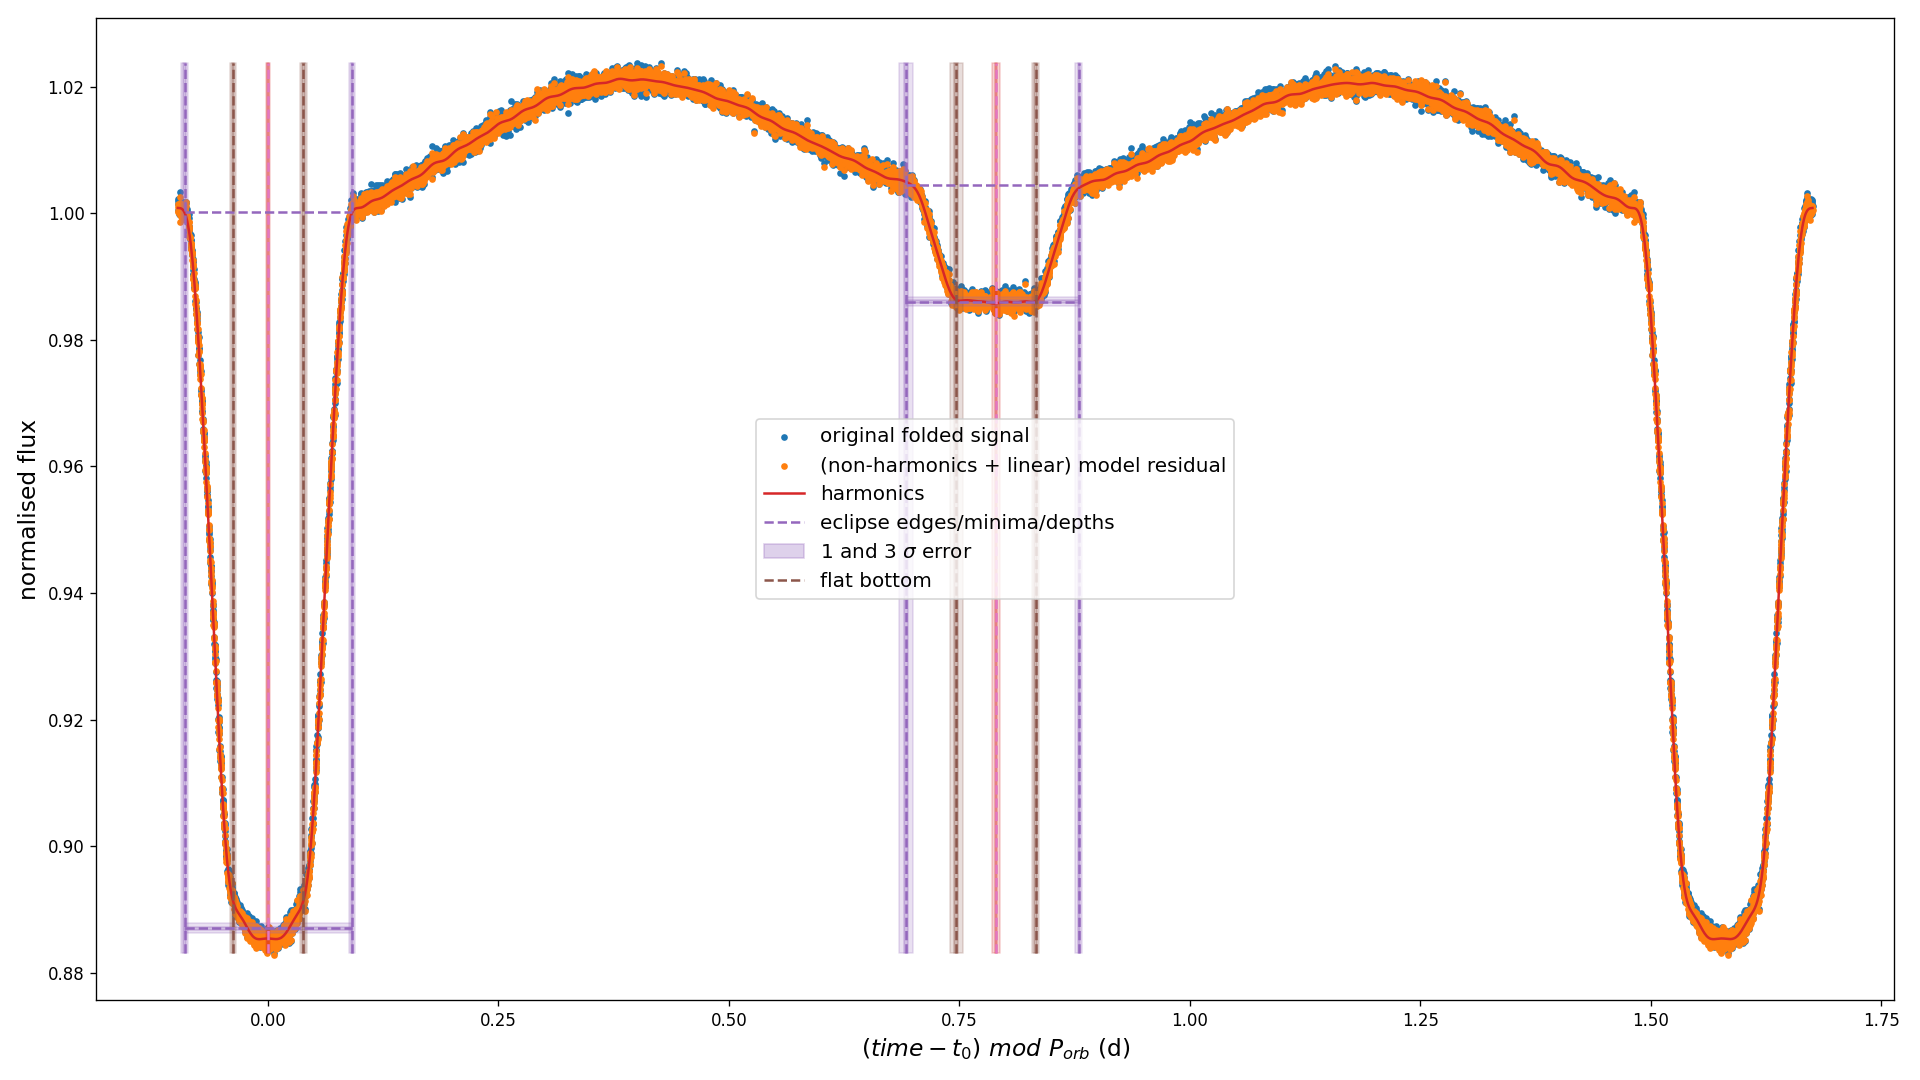 normalised flux
1.02
1.00
0.98
0.96
0.94
0.92
0.90
0.88
original folded signal
(non-harmonics + linear) model residual
harmonics
eclipse edges/minima/depths
1 and 3 σ error
flat bottom
0.00 0.25 0.50 0.75 1.00 1.25 1.50 1.75
(time − t₀) mod Pₒᵣb (d)